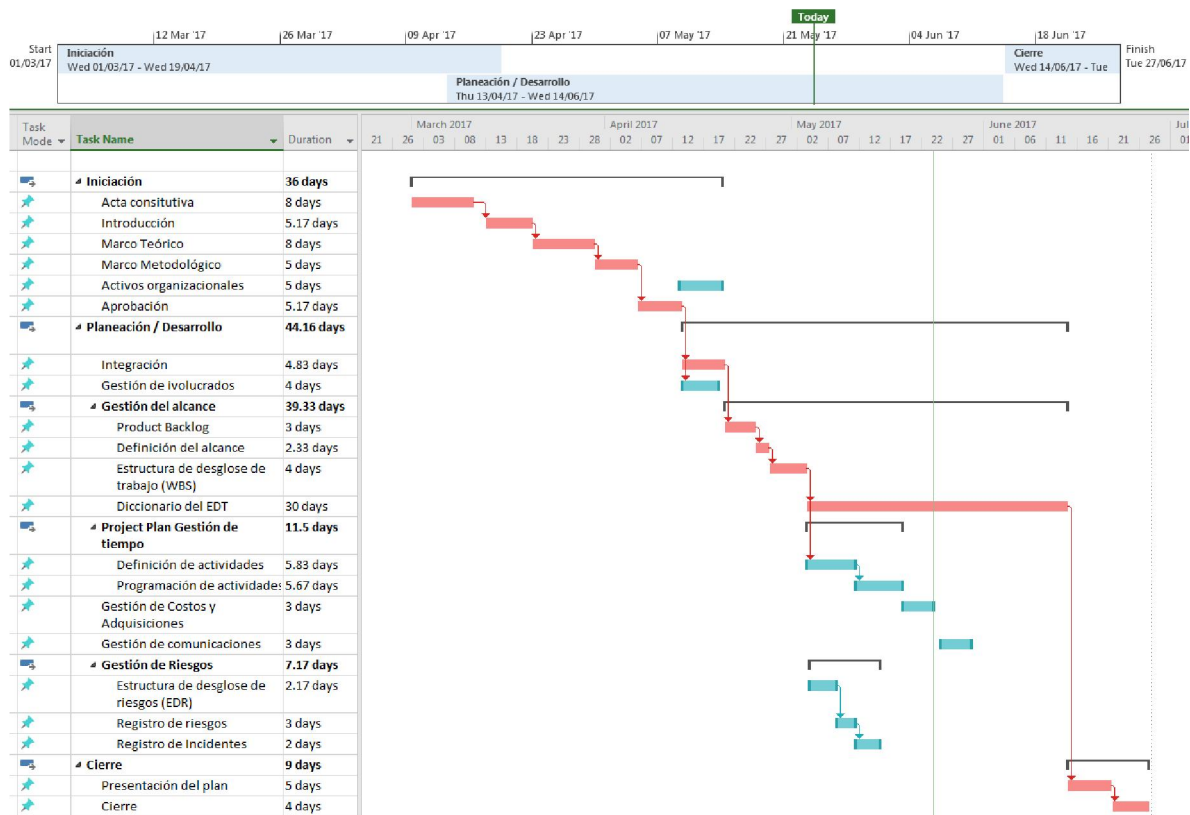 Today
12 Mar '17 26 Mar '17 09 Apr '17 23 Apr '17 07 May '17 21 May '17 04 Jun '17 18 Jun '17
Start
01/03/17
Iniciación
Wed 01/03/17 - Wed 19/04/17
Cierre
Wed 14/06/17 - Tue
Finish
Tue 27/06/17
Planeación / Desarrollo
Thu 13/04/17 - Wed 14/06/17
Task Mode Task Name Duration
March 2017 April 2017 May 2017 June 2017 Jul
21 26 03 08 13 18 23 28 02 07 12 17 22 27 02 07 12 17 22 27 01 06 11 16 21 26 01
Iniciación 36 days
Acta consitutiva 8 days
Introducción 5.17 days
Marco Teórico 8 days
Marco Metodológico 5 days
Activos organizacionales 5 days
Aprobación 5.17 days
Planeación / Desarrollo 44.16 days
Integración 4.83 days
Gestión de ivolucrados 4 days
Gestión del alcance 39.33 days
Product Backlog 3 days
Definición del alcance 2.33 days
Estructura de desglose de 4 days
trabajo (WBS)
Diccionario del EDT 30 days
Project Plan Gestión de 11.5 days
tiempo
Definición de actividades 5.83 days
Programación de actividades 5.67 days
Gestión de Costos y 3 days
Adquisiciones
Gestión de comunicaciones 3 days
Gestión de Riesgos 7.17 days
Estructura de desglose de 2.17 days
riesgos (EDR)
Registro de riesgos 3 days
Registro de Incidentes 2 days
Cierre 9 days
Presentación del plan 5 days
Cierre 4 days